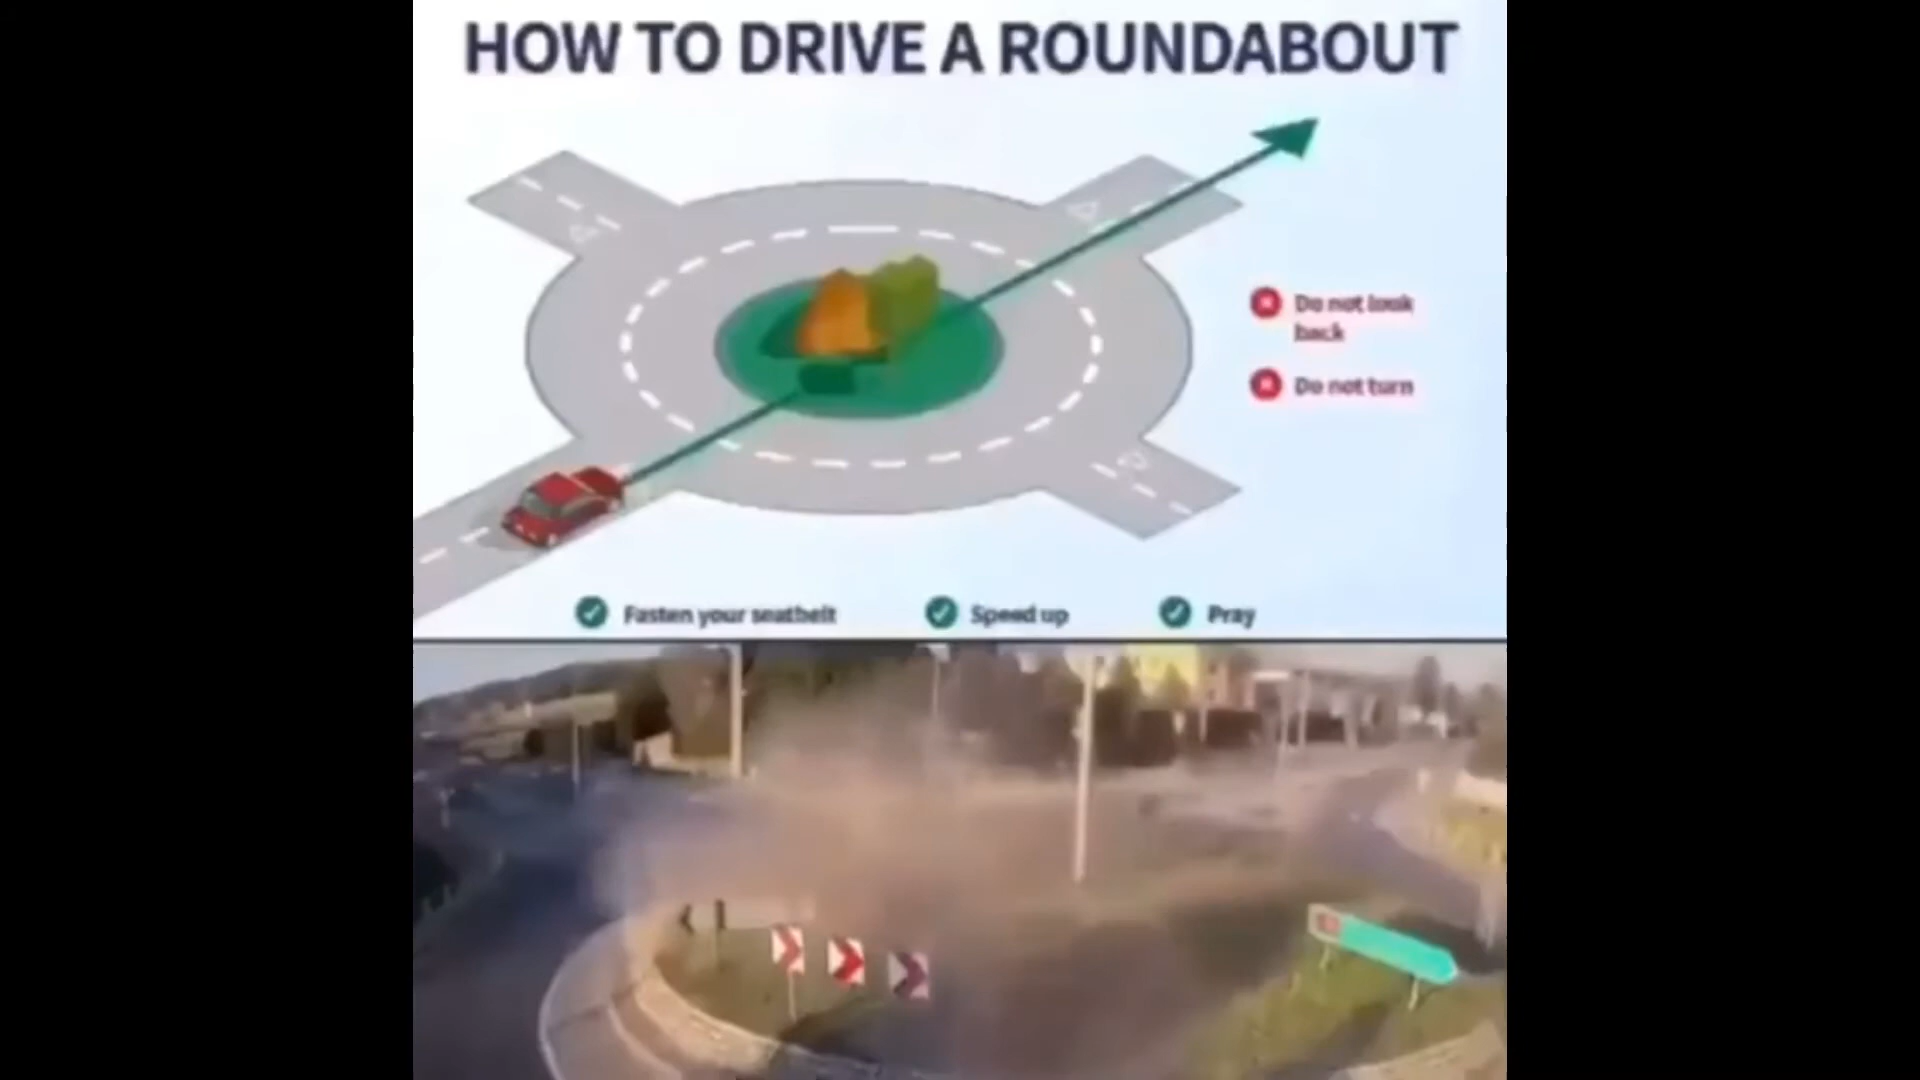 HOW TO DRIVE A ROUNDABOUT
Do not look
back
Do not turn
Fasten your seatbelt
Speed up
Pray